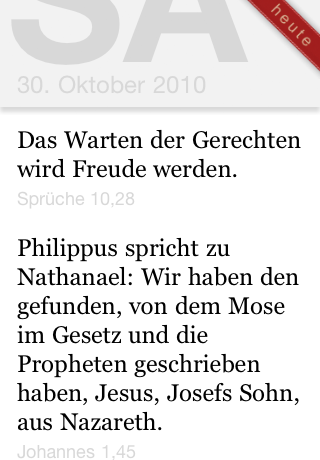 SA
heute
30. Oktober 2010
Das Warten der Gerechten
wird Freude werden.
Sprüche 10,28
Philippus spricht zu
Nathanael: Wir haben den
gefunden, von dem Mose
im Gesetz und die
Propheten geschrieben
haben, Jesus, Josefs Sohn,
aus Nazareth.
Johannes 1,45